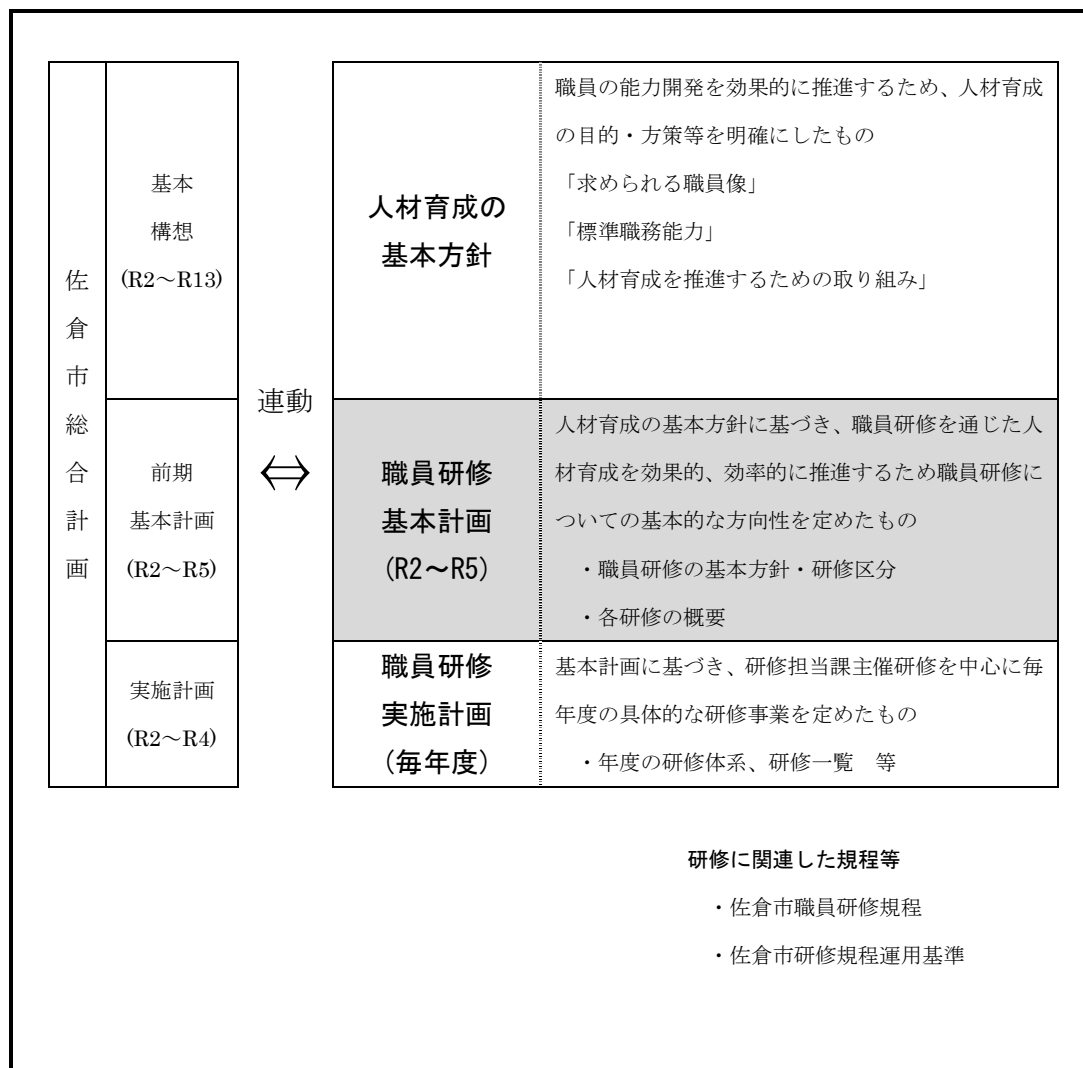 佐倉市総合計画
基本
構想
(R2～R13)
前期
基本計画
(R2～R5)
実施計画
(R2～R4)
連動
⇔
人材育成の
基本方針
職員の能力開発を効果的に推進するため、人材育成
の目的・方策等を明確にしたもの
「求められる職員像」
「標準職務能力」
「人材育成を推進するための取り組み」
職員研修
基本計画
(R2～R5)
人材育成の基本方針に基づき、職員研修を通じた人
材育成を効果的、効率的に推進するため職員研修に
ついての基本的な方向性を定めたもの
・職員研修の基本方針・研修区分
・各研修の概要
職員研修
実施計画
(毎年度)
基本計画に基づき、研修担当課主催研修を中心に毎
年度の具体的な研修事業を定めたもの
・年度の研修体系、研修一覧　等
研修に関連した規程等
・佐倉市職員研修規程
・佐倉市研修規程運用基準